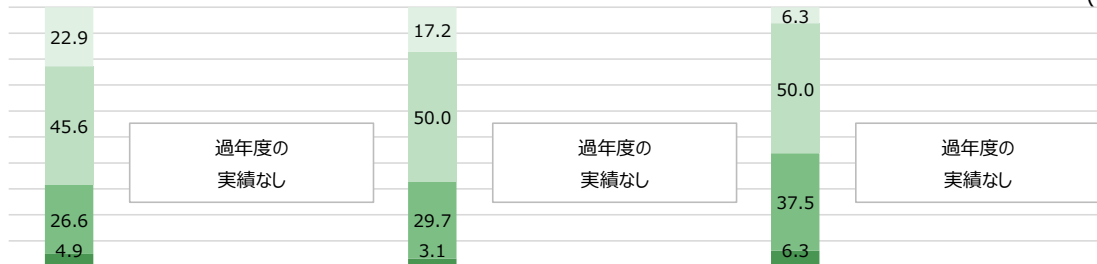 (
22.9
17.2
6.3
45.6
50.0
50.0
過年度の
実績なし
過年度の
実績なし
過年度の
実績なし
26.6
29.7
37.5
4.9
3.1
6.3